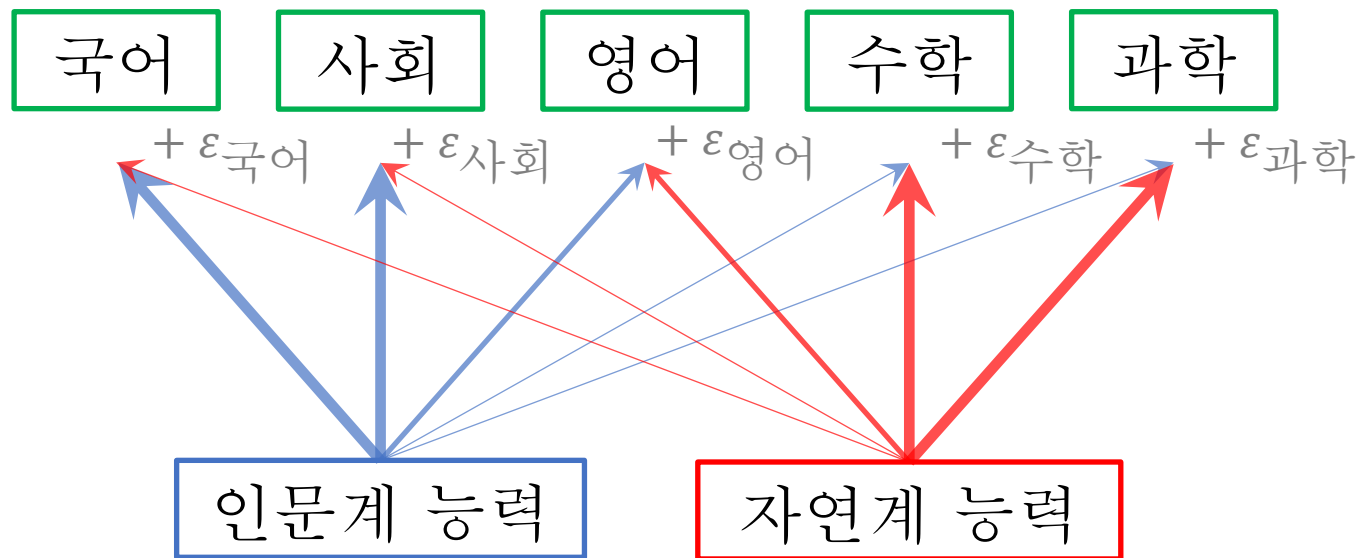 국어 사회 영어 수학 과학
+ ε국어 + ε사회 + ε영어 + ε수학 + ε과학
인문계 능력 자연계 능력